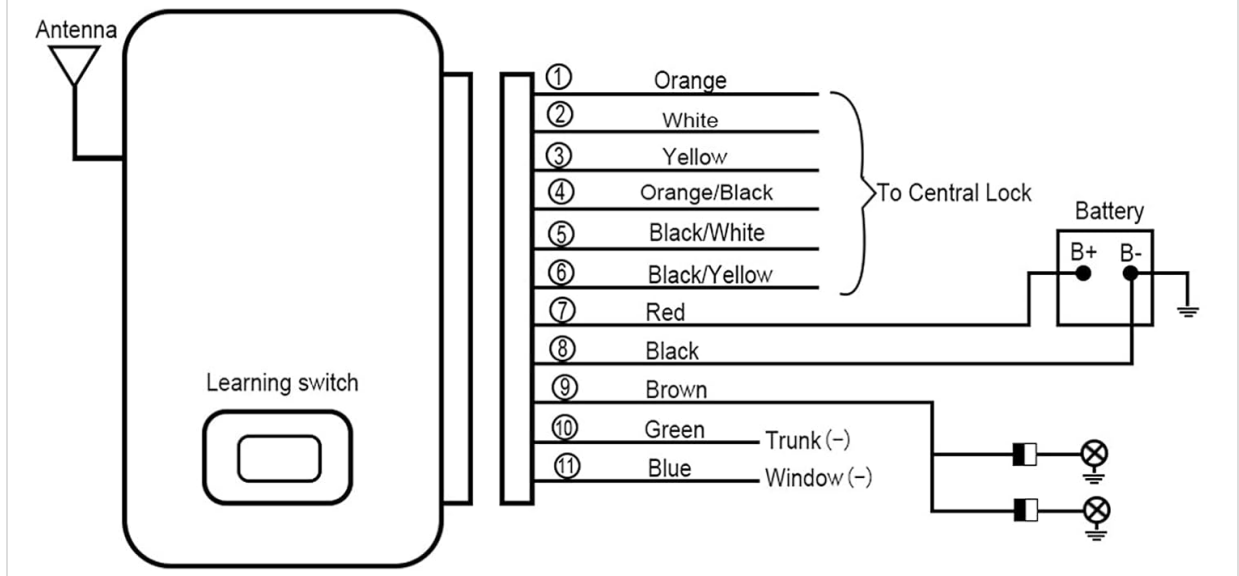 Antenna
Learning switch
① Orange
② White
③ Yellow
④ Orange/Black
⑤ Black/White
⑥ Black/Yellow
To Central Lock
⑦ Red
⑧ Black
⑨ Brown
⑩ Green Trunk(-)
⑪ Blue Window(-)
Battery
B+ B-